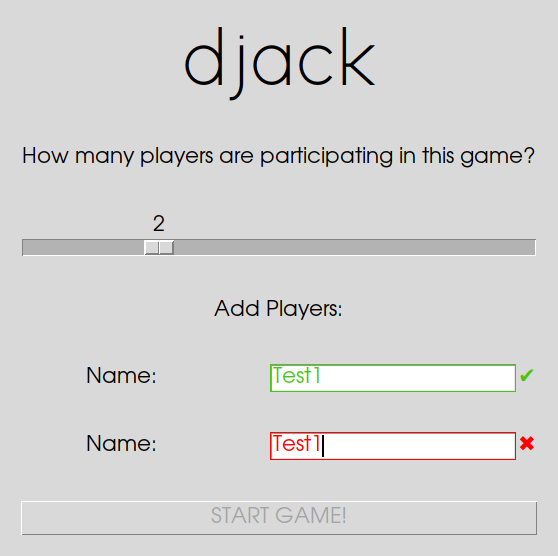 djack
How many players are participating in this game?
2
Add Players:
Name: Test1 ✔
Name: Test1 ✖
START GAME!